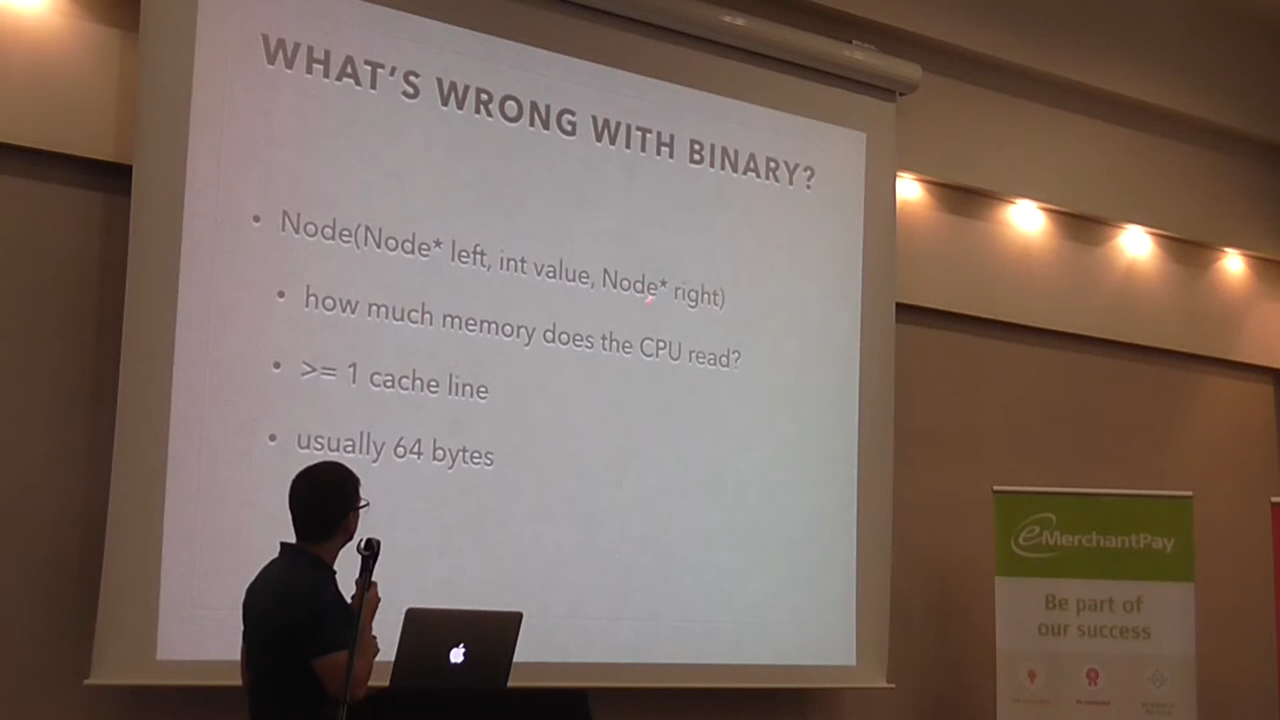 WHAT'S WRONG WITH BINARY?
• Node(Node* left, int value, Node* right)
• how much memory does the CPU read?
• >= 1 cache line
• usually 64 bytes
eMerchantPay
Be part of
our success